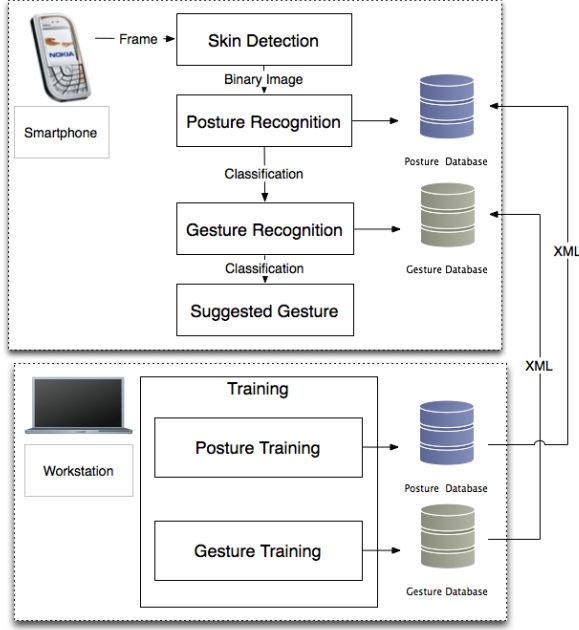 NOKIA
Frame
Skin Detection
Smartphone
Binary Image
Posture Recognition
Posture Database
Classification
Gesture Recognition
Gesture Database
Classification
Suggested Gesture
XML
XML
Training
Workstation
Posture Training
Posture Database
Gesture Training
Gesture Database